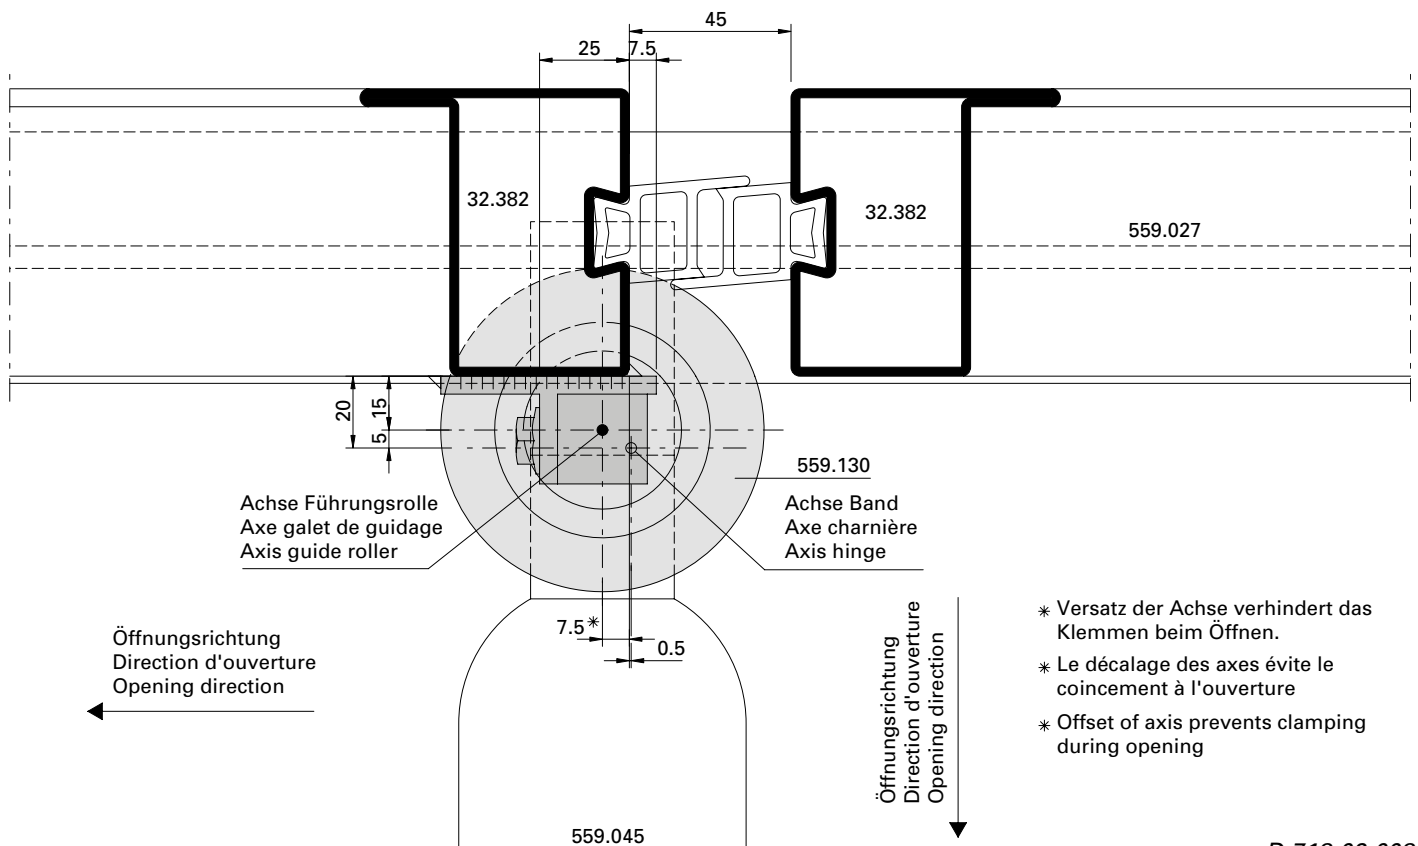 45
25
7.5
32.382
32.382
559.027
20
15
5
559.130
Achse Führungsrolle
Axe galet de guidage
Axis guide roller
Achse Band
Axe charnière
Axis hinge
7.5*
0.5
Öffnungsrichtung
Direction d'ouverture
Opening direction
Öffnungsrichtung
Direction d'ouverture
Opening direction
* Versatz der Achse verhindert das
Klemmen beim Öffnen.
* Le décalage des axes évite le
coincement à l'ouverture
* Offset of axis prevents clamping
during opening
559.045